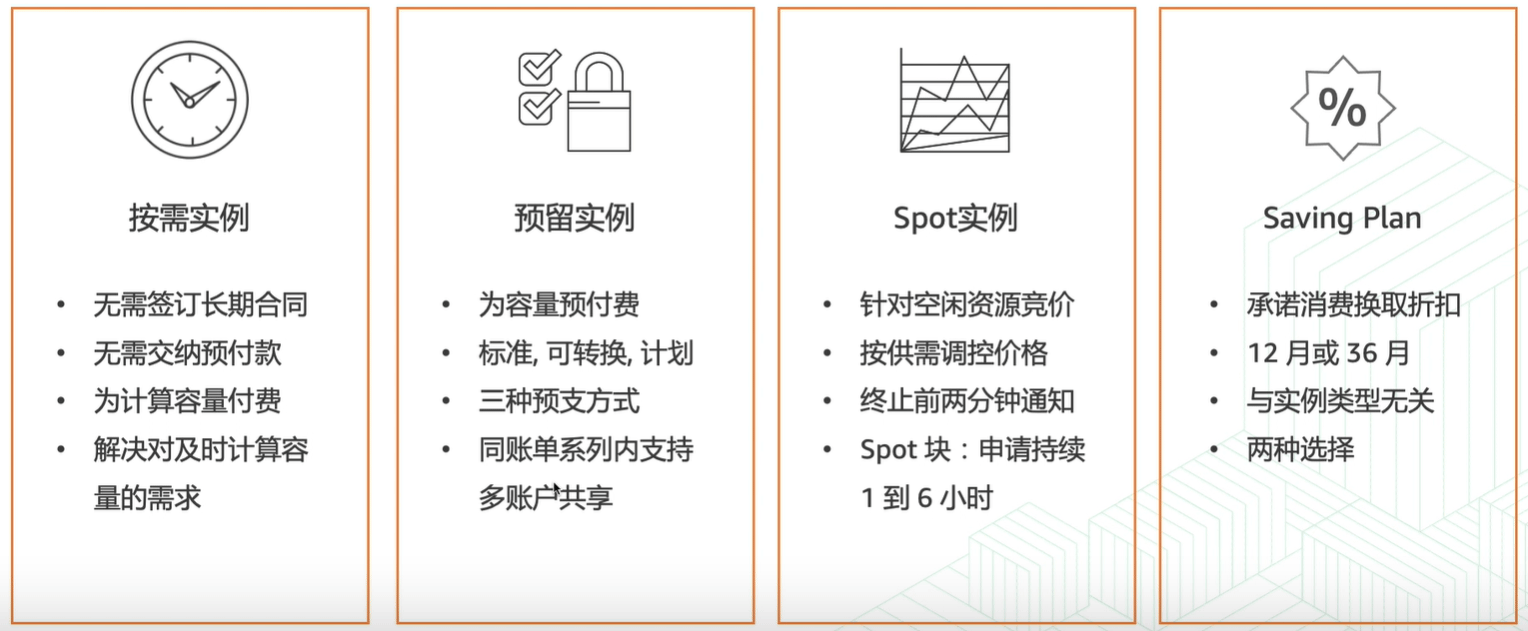 %
按需实例
• 无需签订长期合同
• 无需交纳预付款
• 为计算容量付费
• 解决对及时计算容
量的需求
预留实例
• 为容量预付费
• 标准, 可转换, 计划
• 三种预支方式
• 同账单系列内支持
多账户共享
Spot实例
• 针对空闲资源竞价
• 按供需调控价格
• 终止前两分钟通知
• Spot 块：申请持续
1 到 6 小时
Saving Plan
• 承诺消费换取折扣
• 12 月或 36 月
• 与实例类型无关
• 两种选择